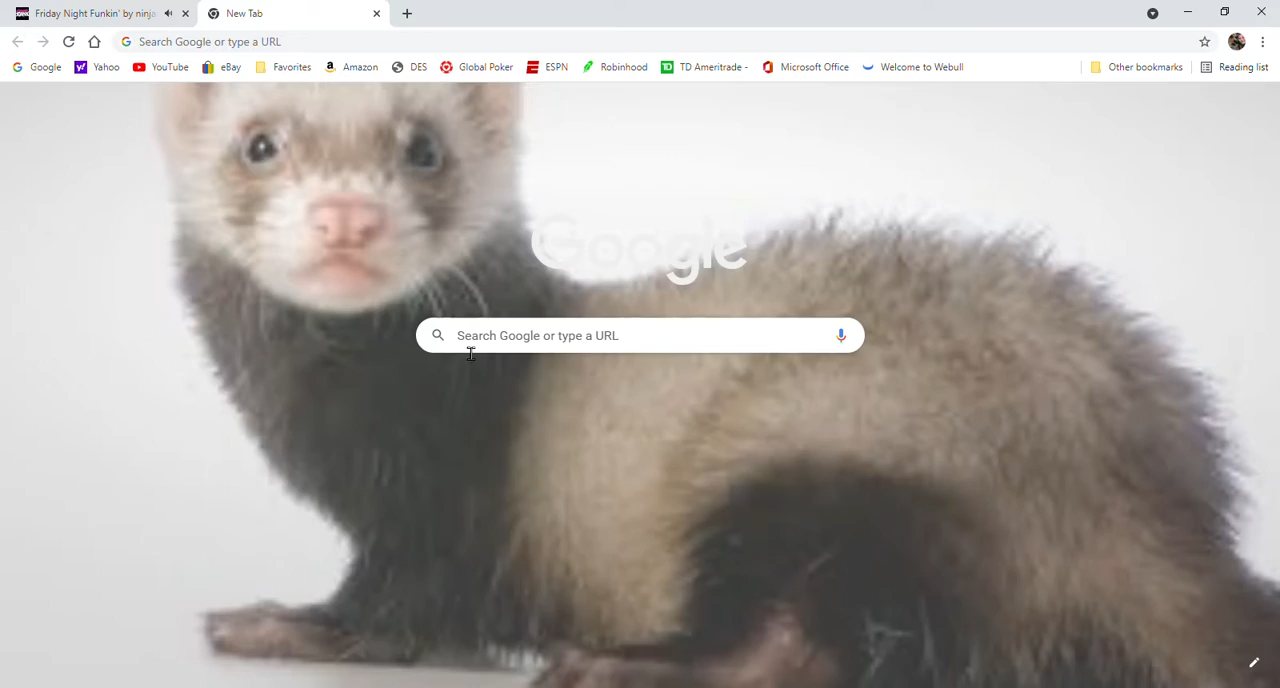 Friday Night Funkin' by ninja
New Tab
Search Google or type a URL
Google Yahoo YouTube eBay Favorites Amazon DES Global Poker ESPN Robinhood TD Ameritrade - Microsoft Office Welcome to Webull Other bookmarks Reading list
Google
Search Google or type a URL